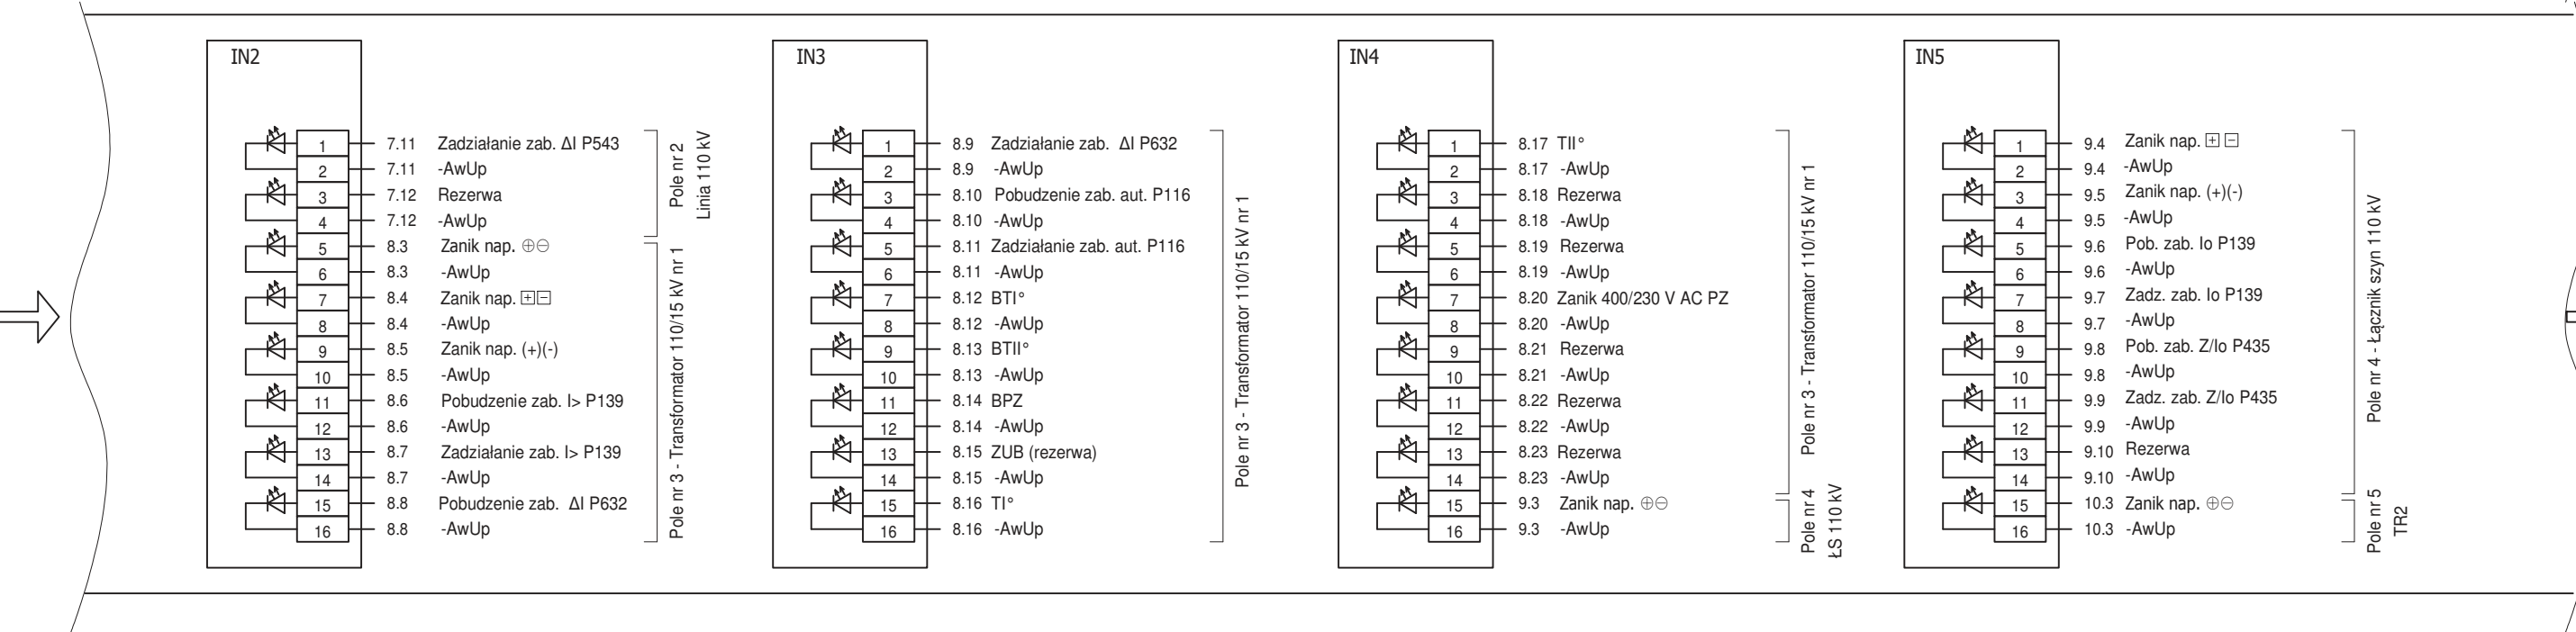 IN2
1 7.11 Zadziałanie zab. ΔI P543
2 7.11 -AwUp
3 7.12 Rezerwa
4 7.12 -AwUp
5 8.3 Zanik nap. ⊕⊖
6 8.3 -AwUp
7 8.4 Zanik nap. ⊞⊟
8 8.4 -AwUp
9 8.5 Zanik nap. (+)(-)
10 8.5 -AwUp
11 8.6 Pobudzenie zab. I> P139
12 8.6 -AwUp
13 8.7 Zadziałanie zab. I> P139
14 8.7 -AwUp
15 8.8 Pobudzenie zab. ΔI P632
16 8.8 -AwUp
Pole nr 2
Linia 110 kV
Pole nr 3 - Transformator 110/15 kV nr 1
IN3
1 8.9 Zadziałanie zab. ΔI P632
2 8.9 -AwUp
3 8.10 Pobudzenie zab. aut. P116
4 8.10 -AwUp
5 8.11 Zadziałanie zab. aut. P116
6 8.11 -AwUp
7 8.12 BTI°
8 8.12 -AwUp
9 8.13 BTII°
10 8.13 -AwUp
11 8.14 BPZ
12 8.14 -AwUp
13 8.15 ZUB (rezerwa)
14 8.15 -AwUp
15 8.16 TI°
16 8.16 -AwUp
Pole nr 3 - Transformator 110/15 kV nr 1
IN4
1 8.17 TII°
2 8.17 -AwUp
3 8.18 Rezerwa
4 8.18 -AwUp
5 8.19 Rezerwa
6 8.19 -AwUp
7 8.20 Zanik 400/230 V AC PZ
8 8.20 -AwUp
9 8.21 Rezerwa
10 8.21 -AwUp
11 8.22 Rezerwa
12 8.22 -AwUp
13 8.23 Rezerwa
14 8.23 -AwUp
15 9.3 Zanik nap. ⊕⊖
16 9.3 -AwUp
Pole nr 3 - Transformator 110/15 kV nr 1
Pole nr 4
ŁS 110 kV
IN5
1 9.4 Zanik nap. ⊞⊟
2 9.4 -AwUp
3 9.5 Zanik nap. (+)(-)
4 9.5 -AwUp
5 9.6 Pob. zab. Io P139
6 9.6 -AwUp
7 9.7 Zadz. zab. Io P139
8 9.7 -AwUp
9 9.8 Pob. zab. Z/Io P435
10 9.8 -AwUp
11 9.9 Zadz. zab. Z/Io P435
12 9.9 -AwUp
13 9.10 Rezerwa
14 9.10 -AwUp
15 10.3 Zanik nap. ⊕⊖
16 10.3 -AwUp
Pole nr 4 - Łącznik szyn 110 kV
Pole nr 5
TR2